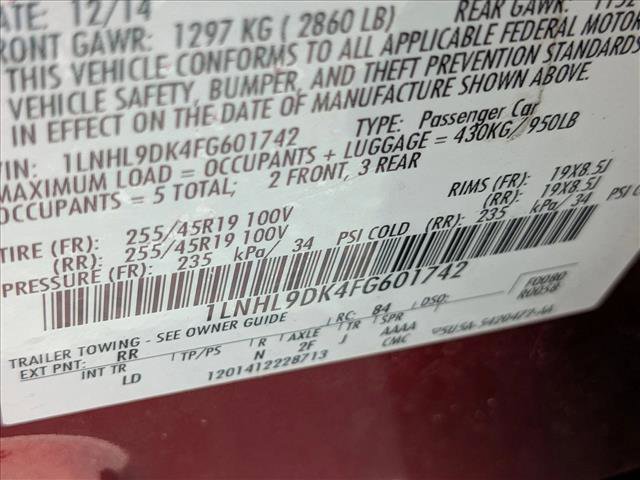 DATE: 12/14
FRONT GAWR: 1297 KG ( 2860 LB) REAR GAWR:
THIS VEHICLE CONFORMS TO ALL APPLICABLE FEDERAL MOTOR
VEHICLE SAFETY, BUMPER, AND THEFT PREVENTION STANDARDS
IN EFFECT ON THE DATE OF MANUFACTURE SHOWN ABOVE.
VIN: 1LNHL9DK4FG601742 TYPE: Passenger Car
MAXIMUM LOAD = OCCUPANTS + LUGGAGE = 430KG/950LB
OCCUPANTS = 5 TOTAL; 2 FRONT, 3 REAR
TIRE (FR): 255/45R19 100V RIMS (FR): 19X8.5J
(RR): 255/45R19 100V (RR): 19X8.5J
PRESSURE (FR): 235 kPa/ 34 PSI COLD (RR): 235 kPa/ 34 PSI
1LNHL9DK4FG601742
TRAILER TOWING - SEE OWNER GUIDE RC: 84 DSO: F0080
R0058
EXT PNT: RR INT TR TP/PS R AXLE TR SPR
LD N 2F J AAAA CMC
1201412228713